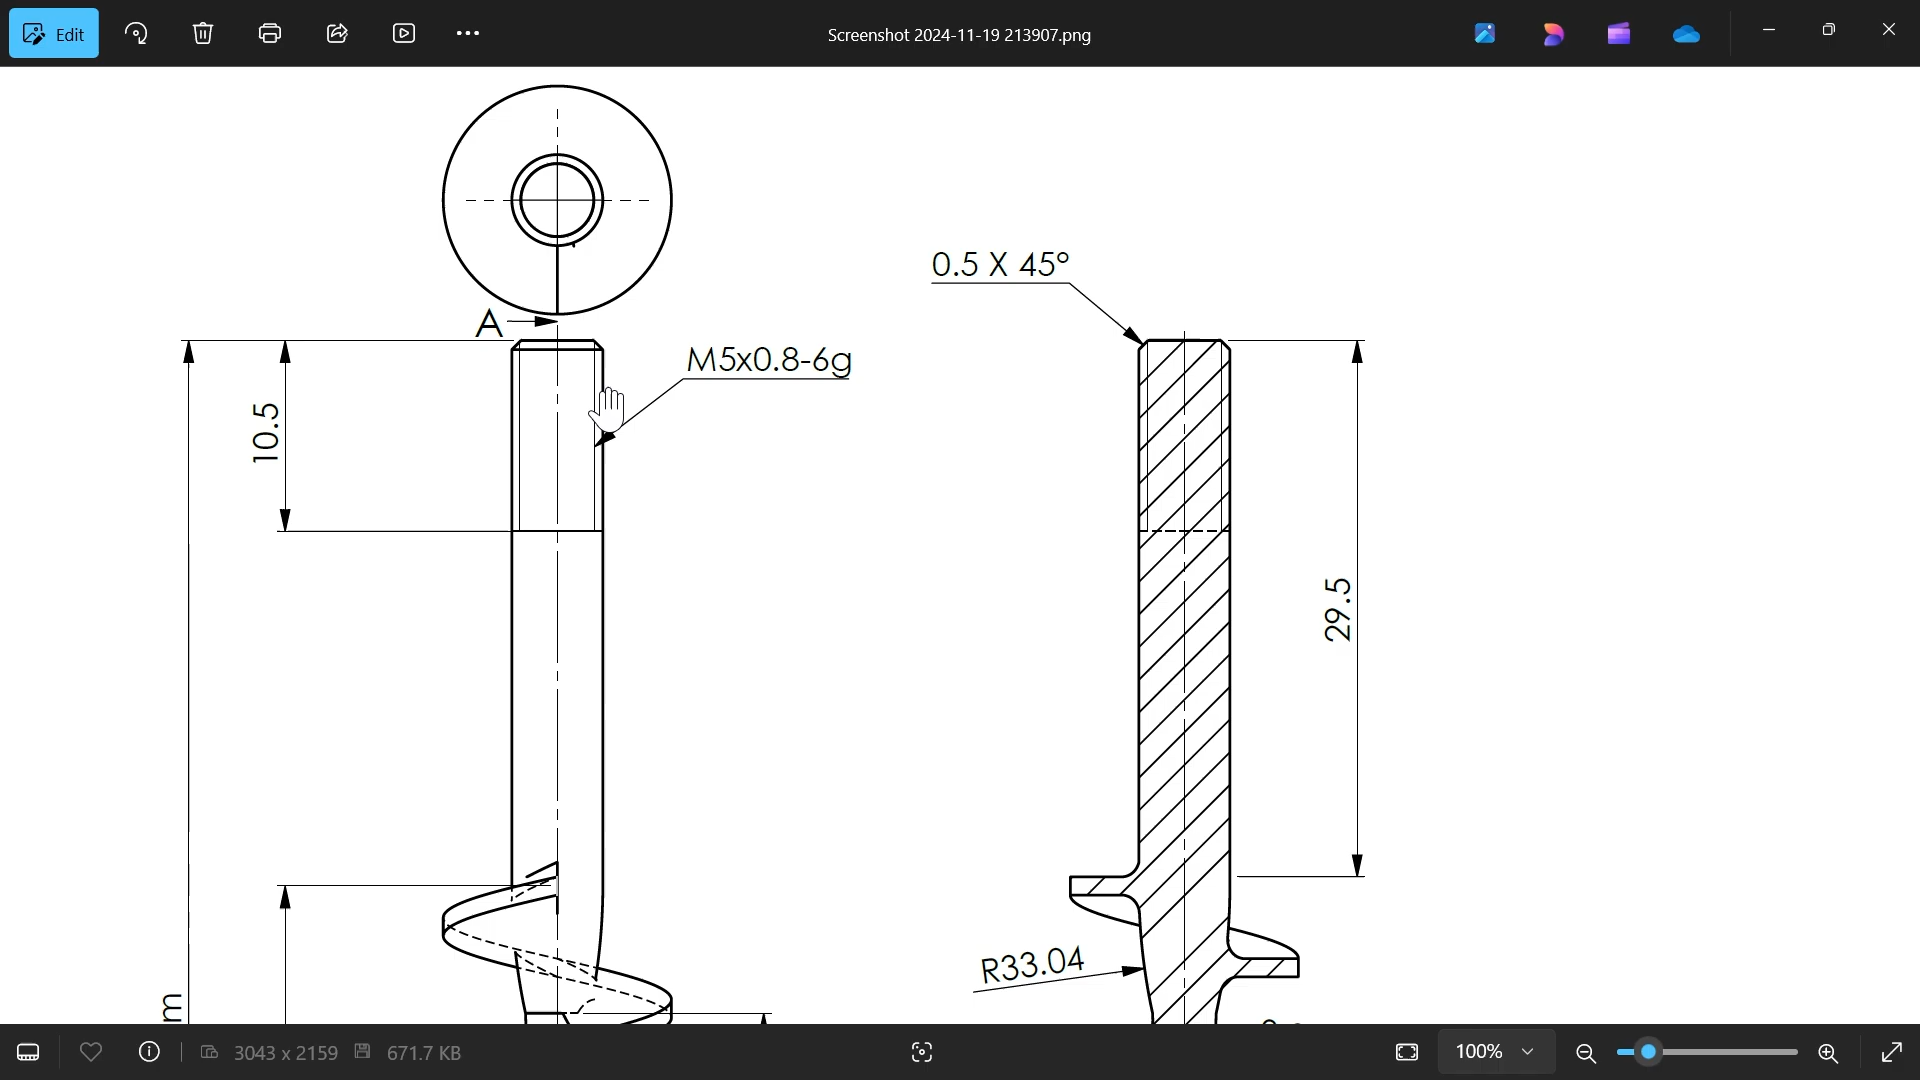 Edit
Screenshot 2024-11-19 213907.png
0.5 X 45°
A
M5x0.8-6g
10.5
29.5
R33.04
m
3043 x 2159
671.7 KB
100%